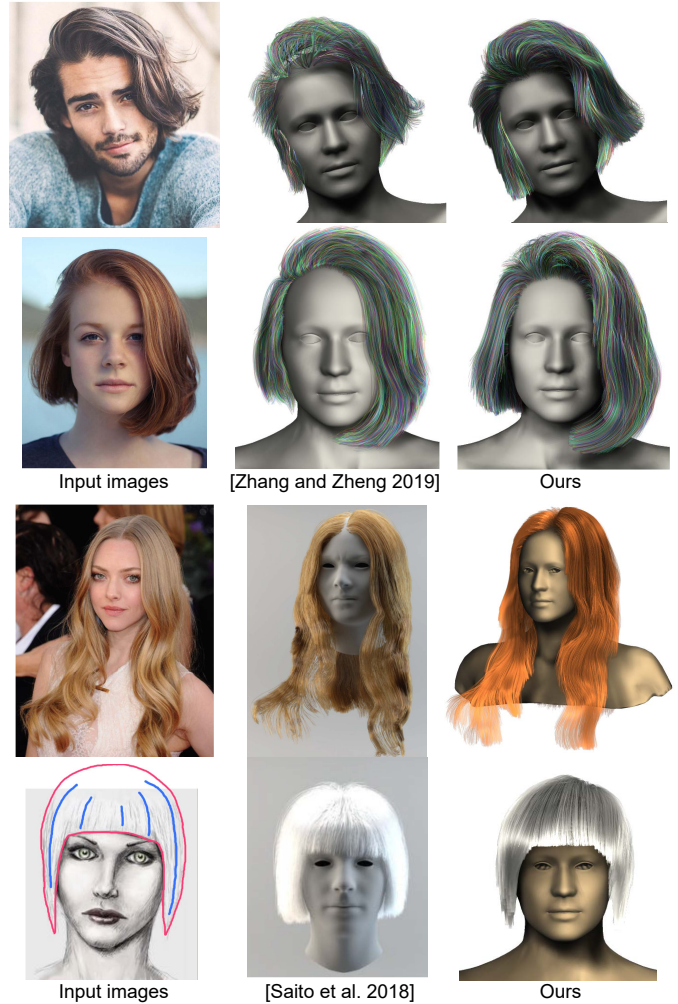 Input images
[Zhang and Zheng 2019]
Ours
Input images
[Saito et al. 2018]
Ours